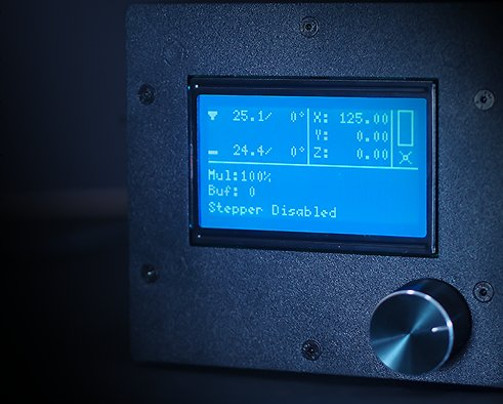 25.1/ 0° X: 125.00
Y: 0.00
24.4/ 0° Z: 0.00
Mul:100%
Buf: 0
Stepper Disabled